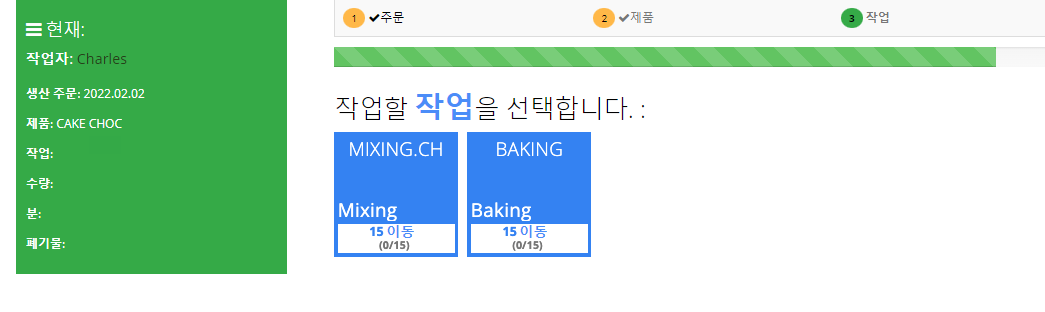 현재:
작업자: Charles
생산 주문: 2022.02.02
제품: CAKE CHOC
작업:
수량:
분:
폐기물:
1 주문
2 제품
3 작업
작업할 작업을 선택합니다. :
MIXING.CH
Mixing
15 이동
(0/15)
BAKING
Baking
15 이동
(0/15)